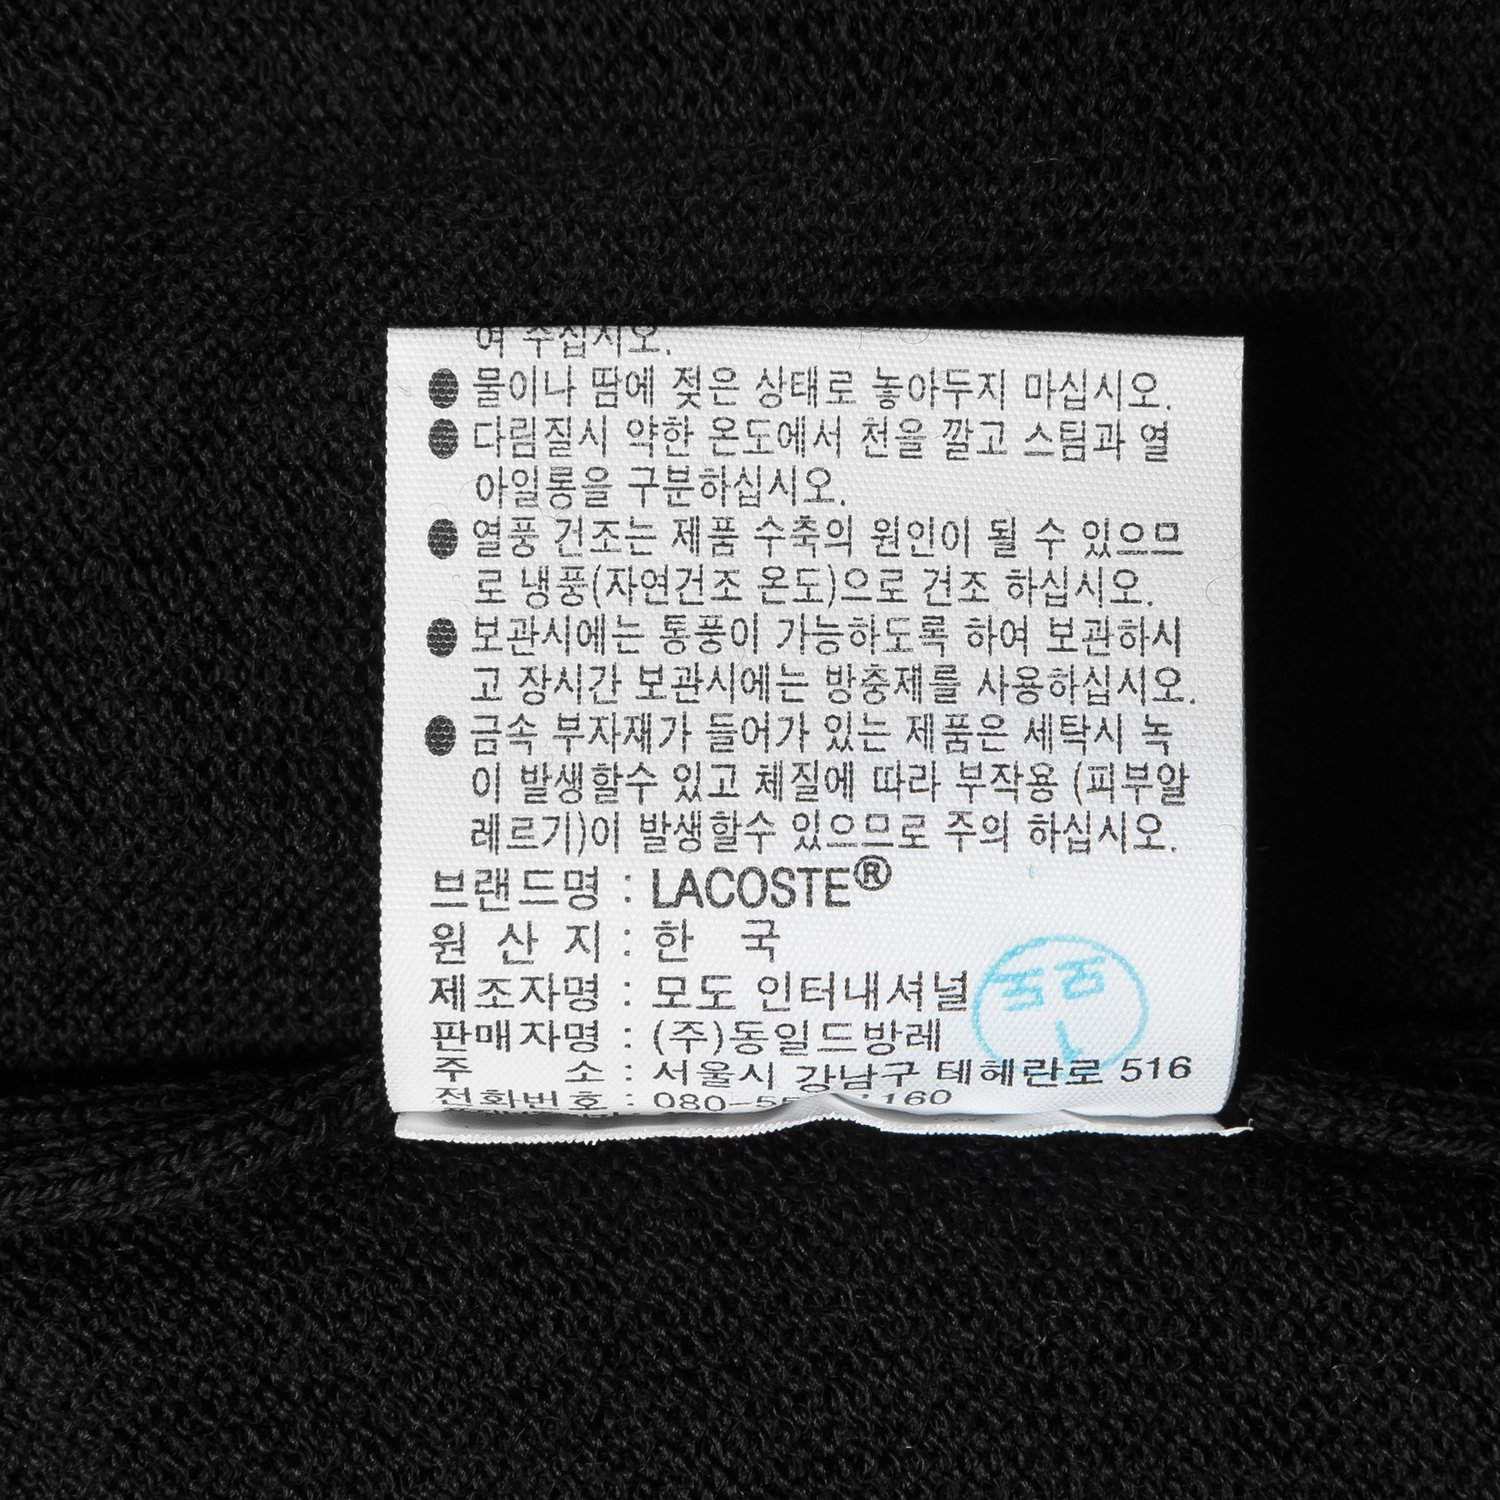 여 주십시오.
● 물이나 땀에 젖은 상태로 놓아두지 마십시오.
● 다림질시 약한 온도에서 천을 깔고 스팀과 열
아일롱을 구분하십시오.
● 열풍 건조는 제품 수축의 원인이 될 수 있으므
로 냉풍(자연건조 온도)으로 건조 하십시오.
● 보관시에는 통풍이 가능하도록 하여 보관하시
고 장시간 보관시에는 방충제를 사용하십시오.
● 금속 부자재가 들어가 있는 제품은 세탁시 녹
이 발생할수 있고 체질에 따라 부작용 (피부알
레르기)이 발생할수 있으므로 주의 하십시오.
브랜드명 : LACOSTE®
원 산 지 : 한 국
제조자명 : 모도 인터내셔널
판매자명 : (주)동일드방레
주 소 : 서울시 강남구 테헤란로 516
전화번호 :